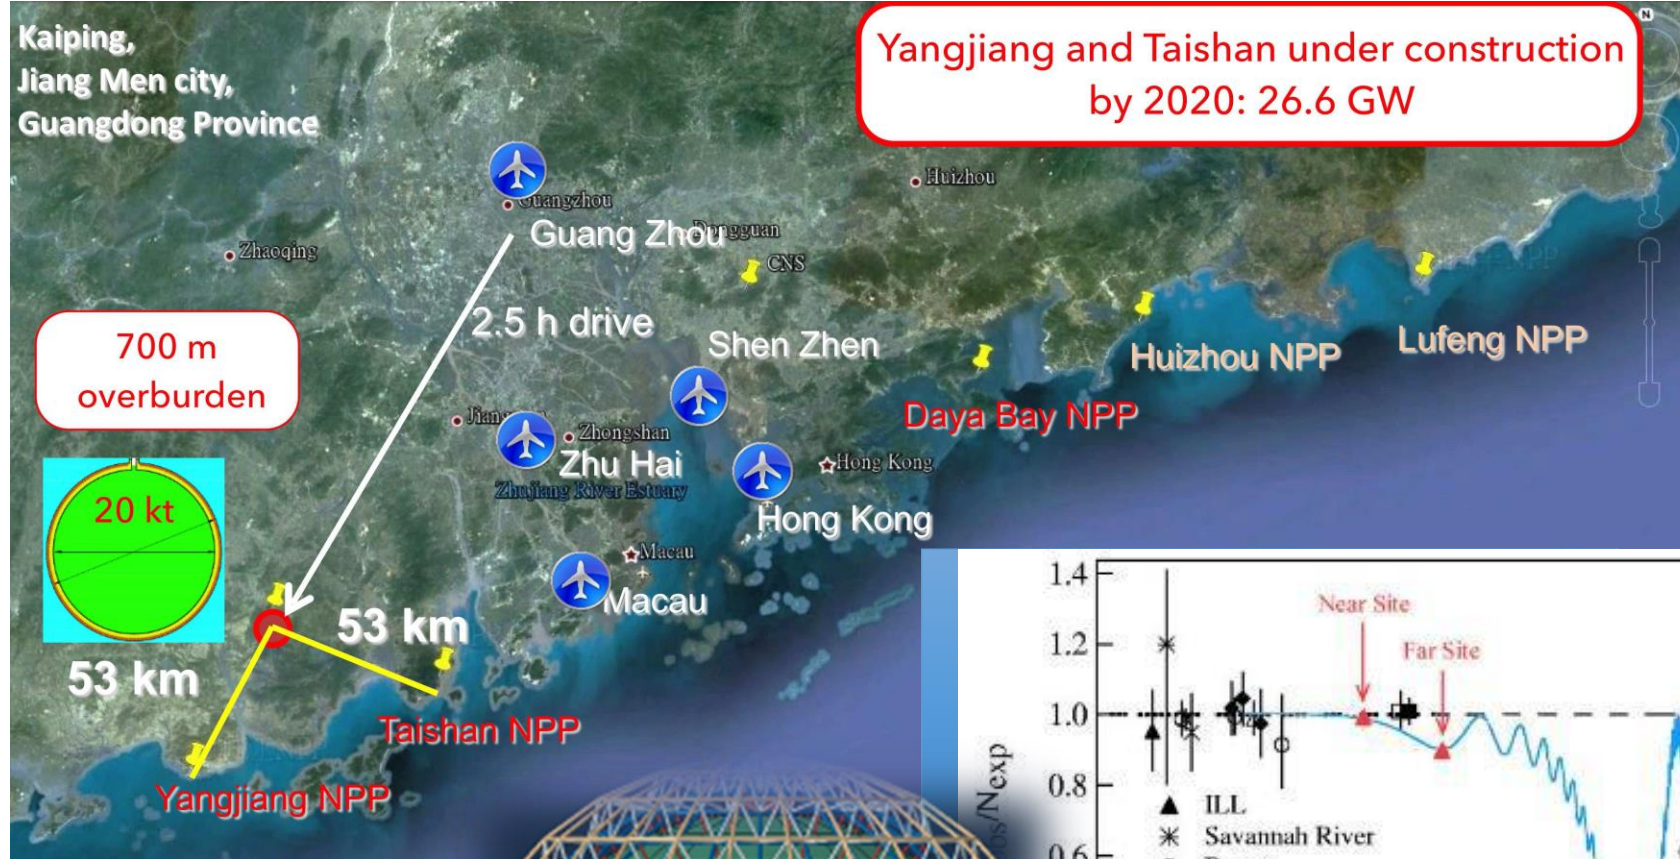 Kaiping,
Jiang Men city,
Guangdong Province
Yangjiang and Taishan under construction
by 2020: 26.6 GW
N
Huizhou
Guangzhou
Guang Zhou
Dongguan
Zhaoqing
CNS
2.5 h drive
Shen Zhen
Huizhou NPP
Lufeng NPP
700 m
overburden
Daya Bay NPP
Zhongshan
Zhu Hai
Hong Kong
Zhujiang River Estuary
20 kt
Hong Kong
Macau
Macau
53 km
53 km
Taishan NPP
Yangjiang NPP
1.4
Near Site
1.2
Far Site
1.0
0.8
/Nexp
ILL
Savannah River
0.6